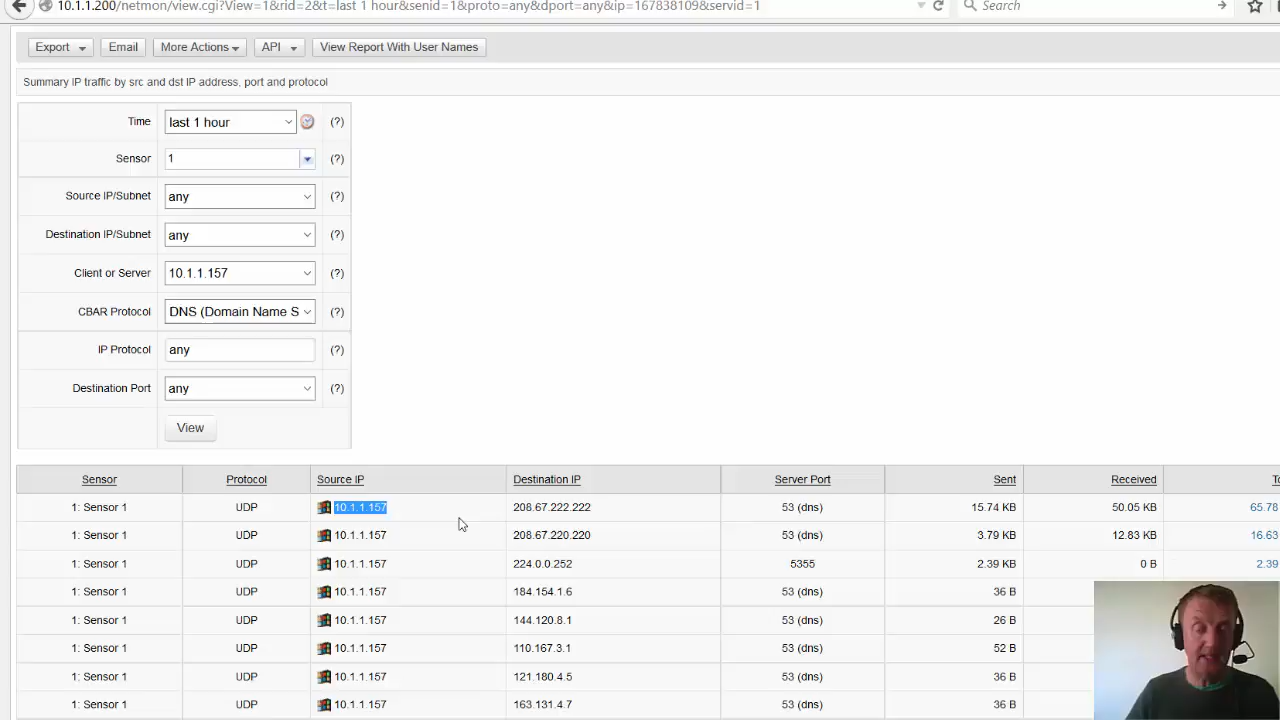 10.1.1.200/netmon/view.cgi?View=1&rid=2&t=last 1 hour&senid=1&proto=any&dport=any&ip=167838109&servid=1
Search
Export
Email
More Actions
API
View Report With User Names
Summary IP traffic by src and dst IP address, port and protocol
Time last 1 hour (?)
Sensor 1 (?)
Source IP/Subnet any (?)
Destination IP/Subnet any (?)
Client or Server 10.1.1.157 (?)
CBAR Protocol DNS (Domain Name S (?)
IP Protocol any (?)
Destination Port any (?)
View
Sensor Protocol Source IP Destination IP Server Port Sent Received To
1: Sensor 1 UDP 10.1.1.157 208.67.222.222 53 (dns) 15.74 KB 50.05 KB 65.78
1: Sensor 1 UDP 10.1.1.157 208.67.220.220 53 (dns) 3.79 KB 12.83 KB 16.63
1: Sensor 1 UDP 10.1.1.157 224.0.0.252 5355 2.39 KB 0 B 2.39
1: Sensor 1 UDP 10.1.1.157 184.154.1.6 53 (dns) 36 B
1: Sensor 1 UDP 10.1.1.157 144.120.8.1 53 (dns) 26 B
1: Sensor 1 UDP 10.1.1.157 110.167.3.1 53 (dns) 52 B
1: Sensor 1 UDP 10.1.1.157 121.180.4.5 53 (dns) 36 B
1: Sensor 1 UDP 10.1.1.157 163.131.4.7 53 (dns) 36 B